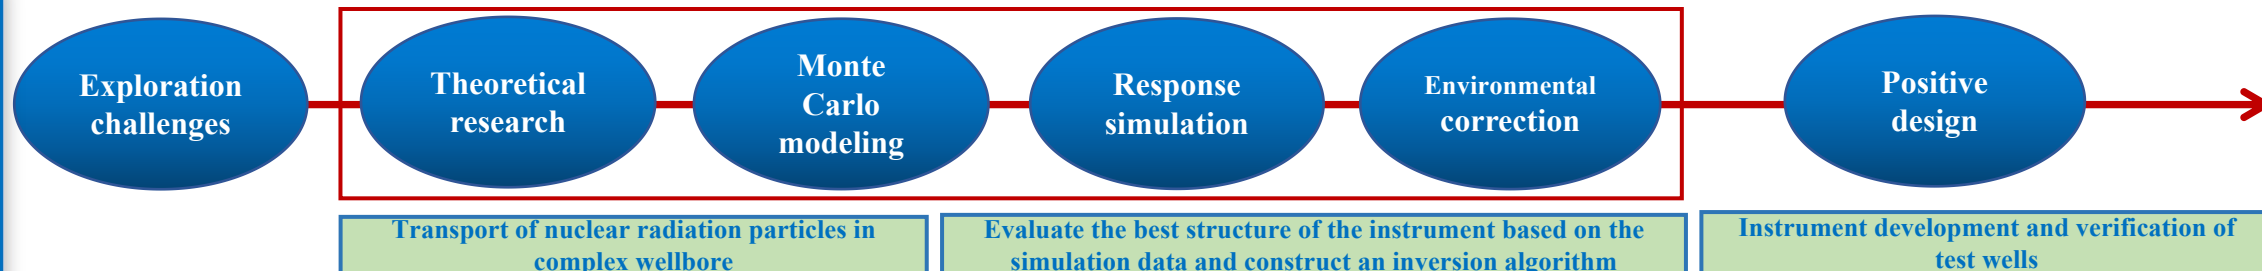 Exploration
challenges
Theoretical
research
Monte
Carlo
modeling
Response
simulation
Environmental
correction
Positive
design
Transport of nuclear radiation particles in
complex wellbore
Evaluate the best structure of the instrument based on the
simulation data and construct an inversion algorithm
Instrument development and verification of
test wells